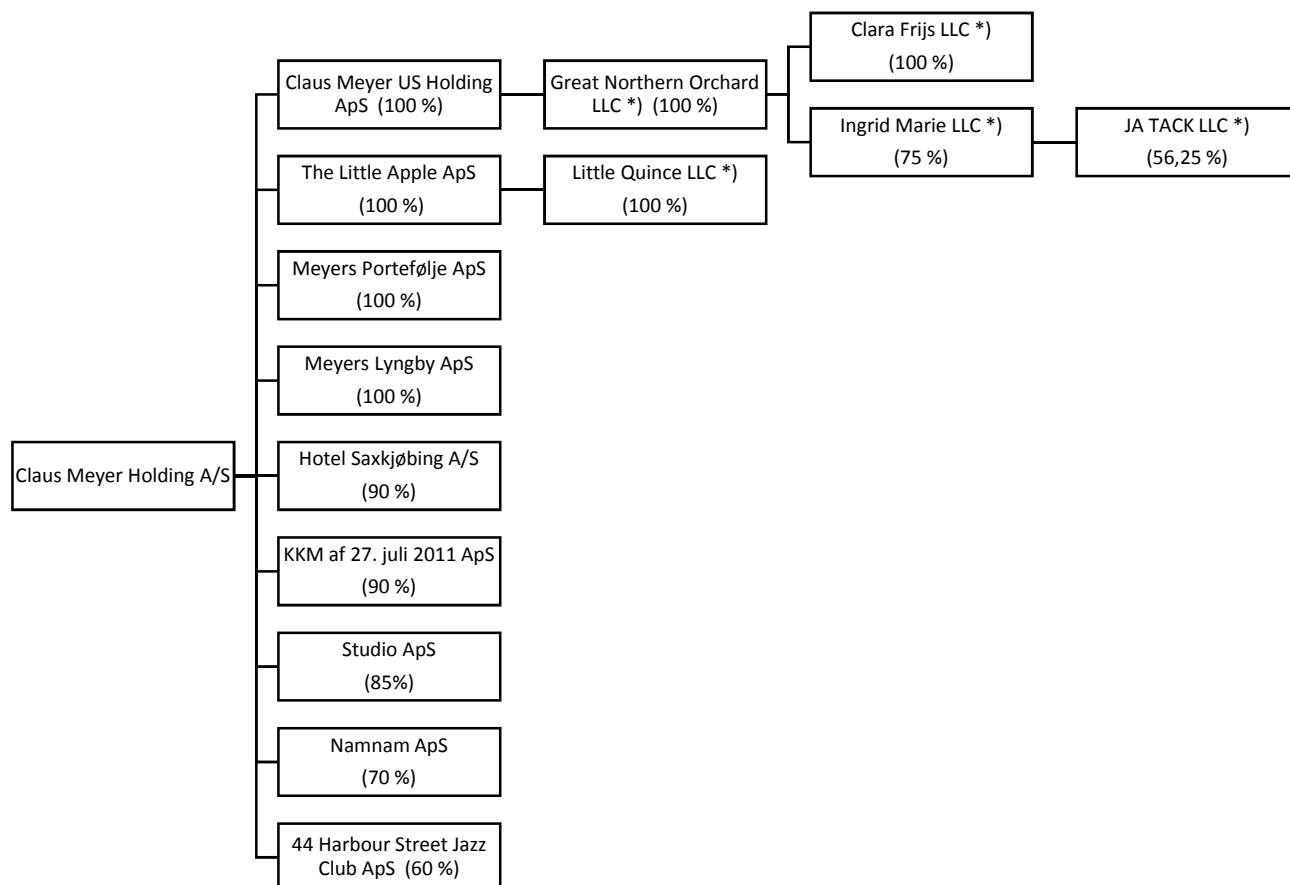 Clara Frijs LLC *)
(100 %)
Claus Meyer US Holding
ApS (100 %)
Great Northern Orchard
LLC *) (100 %)
Ingrid Marie LLC *)
(75 %)
JA TACK LLC *)
(56,25 %)
The Little Apple ApS
(100 %)
Little Quince LLC *)
(100 %)
Meyers Portefølje ApS
(100 %)
Meyers Lyngby ApS
(100 %)
Claus Meyer Holding A/S
Hotel Saxkjøbing A/S
(90 %)
KKM af 27. juli 2011 ApS
(90 %)
Studio ApS
(85%)
Namnam ApS
(70 %)
44 Harbour Street Jazz
Club ApS (60 %)